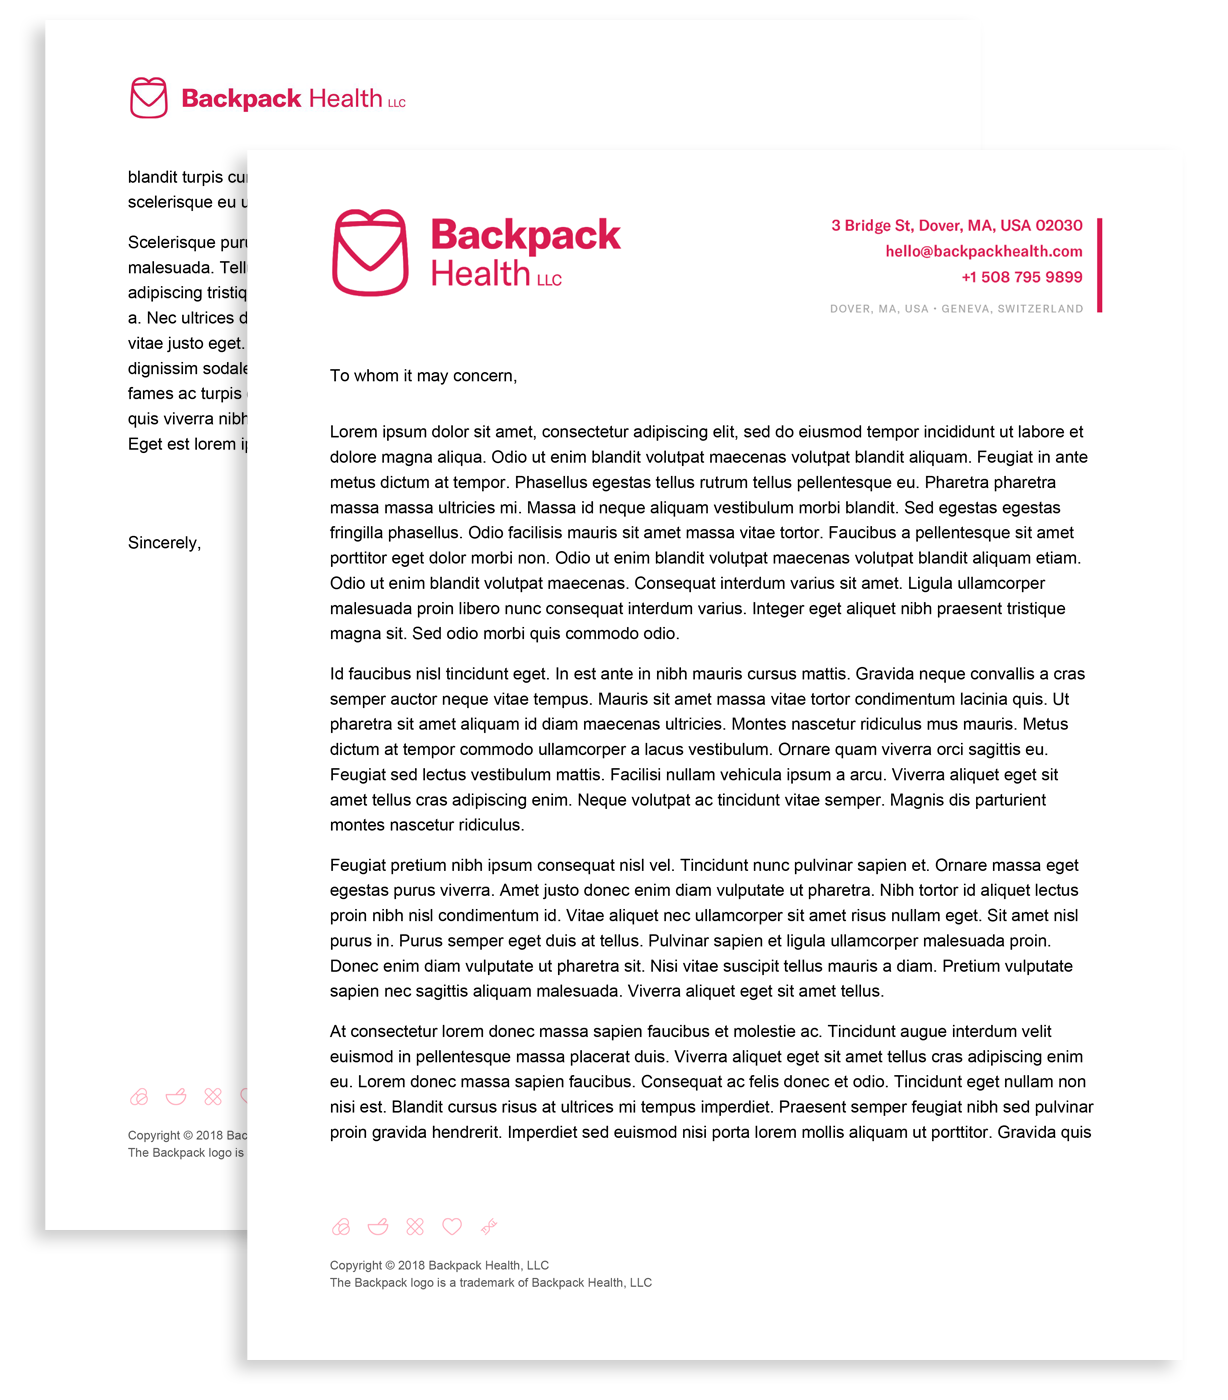 Backpack Health LLC
blandit turpis
scelerisque eu
Scelerisque
malesuada.
adipiscing
a. Nec ultrices
vitae justo eget.
dignissim
fames ac turpis
quis viverra nibh
Eget est lorem
Sincerely,
Copyright © 2018
The Backpack logo is
Backpack
Health LLC
3 Bridge St, Dover, MA, USA 02030
hello@backpackhealth.com
+1 508 795 9899
DOVER, MA, USA • GENEVA, SWITZERLAND
To whom it may concern,
Lorem ipsum dolor sit amet, consectetur adipiscing elit, sed do eiusmod tempor incididunt ut labore et
dolore magna aliqua. Odio ut enim blandit volutpat maecenas volutpat blandit aliquam. Feugiat in ante
metus dictum at tempor. Phasellus egestas tellus rutrum tellus pellentesque eu. Pharetra pharetra
massa massa ultricies mi. Massa id neque aliquam vestibulum morbi blandit. Sed egestas egestas
fringilla phasellus. Odio facilisis mauris sit amet massa vitae tortor. Faucibus a pellentesque sit amet
porttitor eget dolor morbi non. Odio ut enim blandit volutpat maecenas volutpat blandit aliquam etiam.
Odio ut enim blandit volutpat maecenas. Consequat interdum varius sit amet. Ligula ullamcorper
malesuada proin libero nunc consequat interdum varius. Integer eget aliquet nibh praesent tristique
magna sit. Sed odio morbi quis commodo odio.
Id faucibus nisl tincidunt eget. In est ante in nibh mauris cursus mattis. Gravida neque convallis a cras
semper auctor neque vitae tempus. Mauris sit amet massa vitae tortor condimentum lacinia quis. Ut
pharetra sit amet aliquam id diam maecenas ultricies. Montes nascetur ridiculus mus mauris. Metus
dictum at tempor commodo ullamcorper a lacus vestibulum. Ornare quam viverra orci sagittis eu.
Feugiat sed lectus vestibulum mattis. Facilisi nullam vehicula ipsum a arcu. Viverra aliquet eget sit
amet tellus cras adipiscing enim. Neque volutpat ac tincidunt vitae semper. Magnis dis parturient
montes nascetur ridiculus.
Feugiat pretium nibh ipsum consequat nisl vel. Tincidunt nunc pulvinar sapien et. Ornare massa eget
egestas purus viverra. Amet justo donec enim diam vulputate ut pharetra. Nibh tortor id aliquet lectus
proin nibh nisl condimentum id. Vitae aliquet nec ullamcorper sit amet risus nullam eget. Sit amet nisl
purus in. Purus semper eget duis at tellus. Pulvinar sapien et ligula ullamcorper malesuada proin.
Donec enim diam vulputate ut pharetra sit. Nisi vitae suscipit tellus mauris a diam. Pretium vulputate
sapien nec sagittis aliquam malesuada. Viverra aliquet eget sit amet tellus.
At consectetur lorem donec massa sapien faucibus et molestie ac. Tincidunt augue interdum velit
euismod in pellentesque massa placerat duis. Viverra aliquet eget sit amet tellus cras adipiscing enim
eu. Lorem donec massa sapien faucibus. Consequat ac felis donec et odio. Tincidunt eget nullam non
nisi est. Blandit cursus risus at ultrices mi tempus imperdiet. Praesent semper feugiat nibh sed pulvinar
proin gravida hendrerit. Imperdiet sed euismod nisi porta lorem mollis aliquam ut porttitor. Gravida quis
Copyright © 2018 Backpack Health, LLC
The Backpack logo is a trademark of Backpack Health, LLC